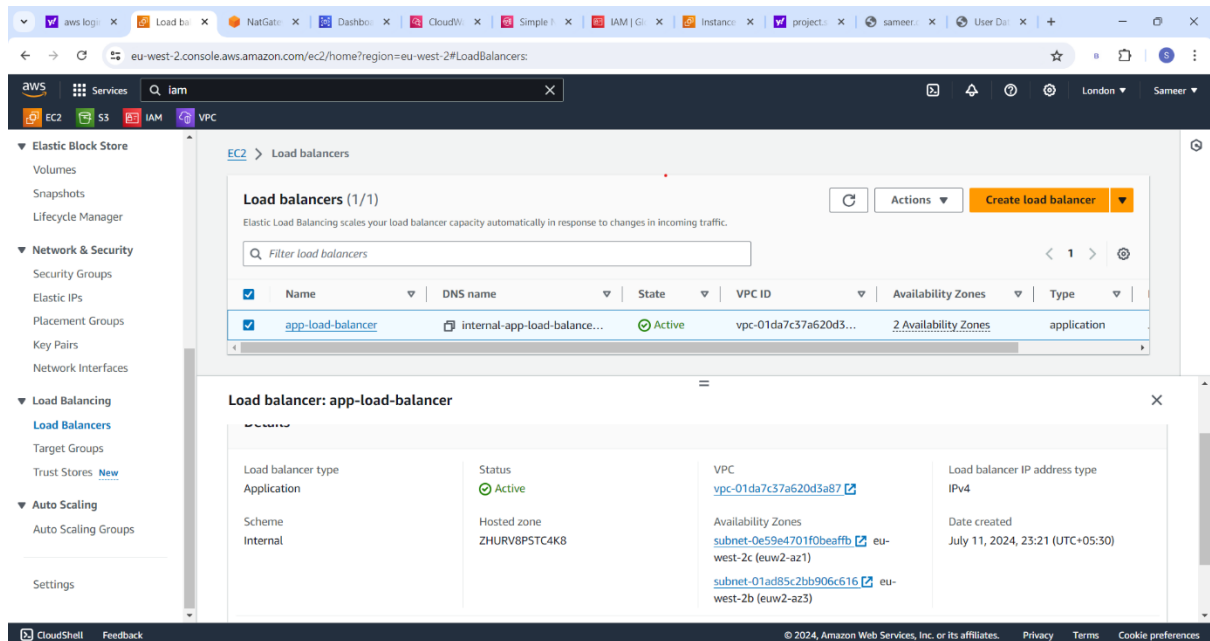 aws logi
Load bal
NatGate
Dashbo
CloudW
Simple
IAM | Gl
Instance
project.s
sameer.c
User Dat
eu-west-2.console.aws.amazon.com/ec2/home?region=eu-west-2#LoadBalancers:
S
aws
Services
iam
London
Sameer
EC2
S3
IAM
VPC
Elastic Block Store
Volumes
Snapshots
Lifecycle Manager
Network & Security
Security Groups
Elastic IPs
Placement Groups
Key Pairs
Network Interfaces
Load Balancing
Load Balancers
Target Groups
Trust Stores New
Auto Scaling
Auto Scaling Groups
Settings
EC2 > Load balancers
Load balancers (1/1)
Actions
Create load balancer
Elastic Load Balancing scales your load balancer capacity automatically in response to changes in incoming traffic.
Filter load balancers
1
Name DNS name State VPC ID Availability Zones Type
app-load-balancer internal-app-load-balance... Active vpc-01da7c37a620d3... 2 Availability Zones application
Load balancer: app-load-balancer
Details
Load balancer type
Application
Status
Active
VPC
vpc-01da7c37a620d3a87
Load balancer IP address type
IPv4
Scheme
Internal
Hosted zone
ZHURV8PSTC4K8
Availability Zones
subnet-0e59e4701f0beaffb eu-
west-2c (euw2-az1)
subnet-01ad85c2bb906c616 eu-
west-2b (euw2-az3)
Date created
July 11, 2024, 23:21 (UTC+05:30)
CloudShell Feedback
© 2024, Amazon Web Services, Inc. or its affiliates. Privacy Terms Cookie preferences